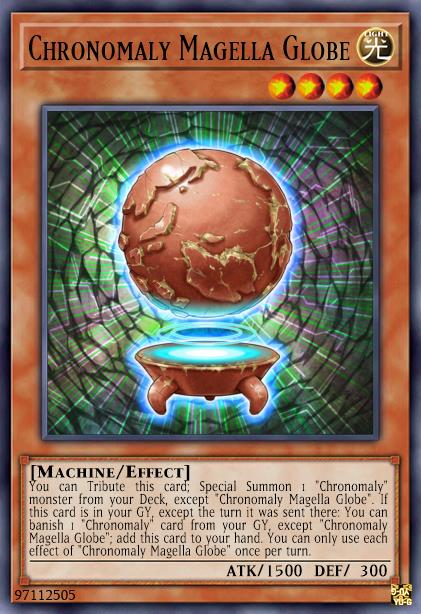 CHRONOMALY MAGELLA GLOBE
LIGHT
光
[MACHINE/EFFECT]
You can Tribute this card; Special Summon 1 "Chronomaly"
monster from your Deck, except "Chronomaly Magella Globe". If
this card is in your GY, except the turn it was sent there: You can
banish 1 "Chronomaly" card from your GY, except "Chronomaly
Magella Globe"; add this card to your hand. You can only use each
effect of "Chronomaly Magella Globe" once per turn.
ATK/1500 DEF/ 300
97112505